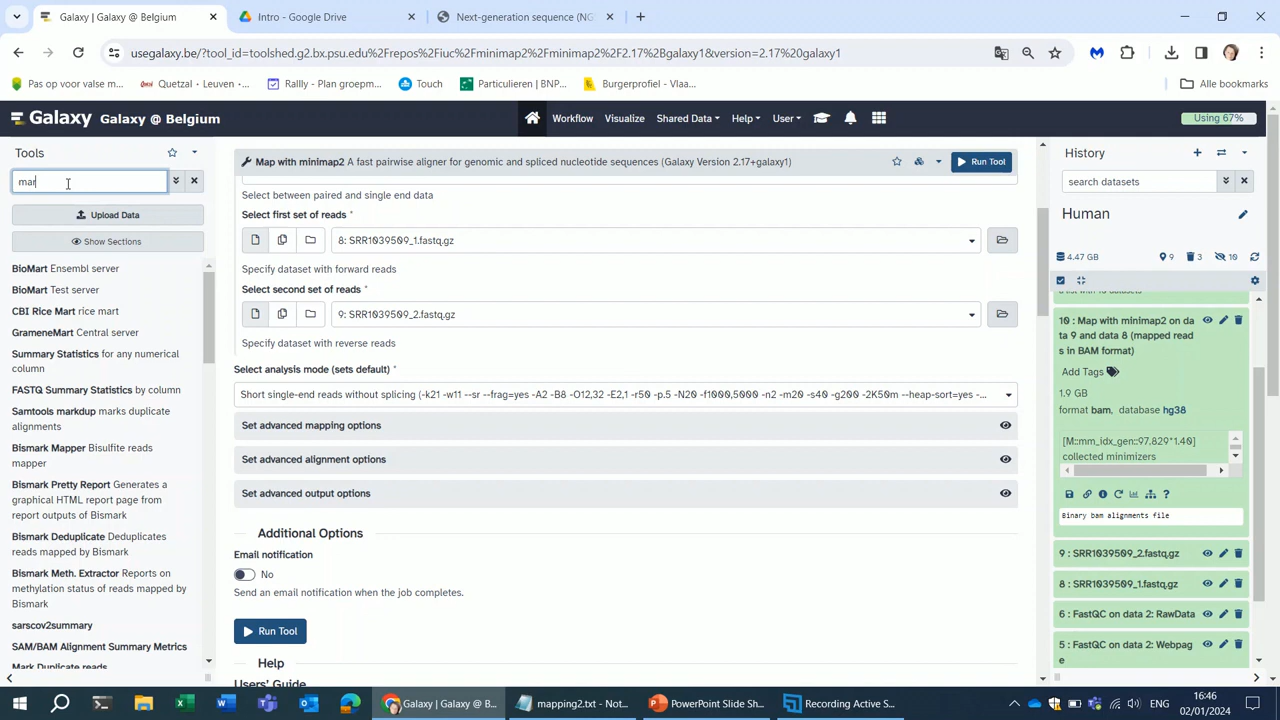 Galaxy | Galaxy @ Belgium
Intro - Google Drive
Next-generation sequence (NG
usegalaxy.be/?tool_id=toolshed.g2.bx.psu.edu%2Frepos%2Fiuc%2Fminimap2%2Fminimap2%2F2.17%2Bgalaxy1&version=2.17%20galaxy1
Pas op voor valse m...
Quetzal - Leuven -...
Rallly - Plan groepm...
Touch
Particulieren | BNP...
Burgerprofiel - Vlaa...
Alle bookmarks
Galaxy
Galaxy @ Belgium
Workflow
Visualize
Shared Data
Help
User
Using 67%
Tools
mar
Upload Data
Show Sections
BioMart Ensembl server
BioMart Test server
CBI Rice Mart rice mart
GrameneMart Central server
Summary Statistics for any numerical
column
FASTQ Summary Statistics by column
Samtools markdup marks duplicate
alignments
Bismark Mapper Bisulfite reads
mapper
Bismark Pretty Report Generates a
graphical HTML report page from
report outputs of Bismark
Bismark Deduplicate Deduplicates
reads mapped by Bismark
Bismark Meth. Extractor Reports on
methylation status of reads mapped by
Bismark
sarscov2summary
SAM/BAM Alignment Summary Metrics
Mark Duplicate reads
Map with minimap2 A fast pairwise aligner for genomic and spliced nucleotide sequences (Galaxy Version 2.17+galaxy1)
Run Tool
Select between paired and single end data
Select first set of reads *
8: SRR1039509_1.fastq.gz
Specify dataset with forward reads
Select second set of reads *
9: SRR1039509_2.fastq.gz
Specify dataset with reverse reads
Select analysis mode (sets default) *
Short single-end reads without splicing (-k21 -w11 --sr --frag=yes -A2 -B8 -O12,32 -E2,1 -r50 -p.5 -N20 -f1000,5000 -n2 -m20 -s40 -g200 -2K50m --heap-sort=yes -...
Set advanced mapping options
Set advanced alignment options
Set advanced output options
Additional Options
Email notification
No
Send an email notification when the job completes.
Run Tool
Help
Users' Guide
History
search datasets
Human
4.47 GB
9
3
10
a list with 10 datasets
10 : Map with minimap2 on da
ta 9 and data 8 (mapped read
s in BAM format)
Add Tags
1.9 GB
format bam, database hg38
[M::mm_idx_gen::97.829*1.40]
collected minimizers
Binary bam alignments file
9 : SRR1039509_2.fastq.gz
8 : SRR1039509_1.fastq.gz
6 : FastQC on data 2: RawData
5 : FastQC on data 2: Webpag
e
Galaxy | Galaxy @ B...
mapping2.txt - Not...
PowerPoint Slide Sh...
Recording Active S...
ENG
16:46
02/01/2024